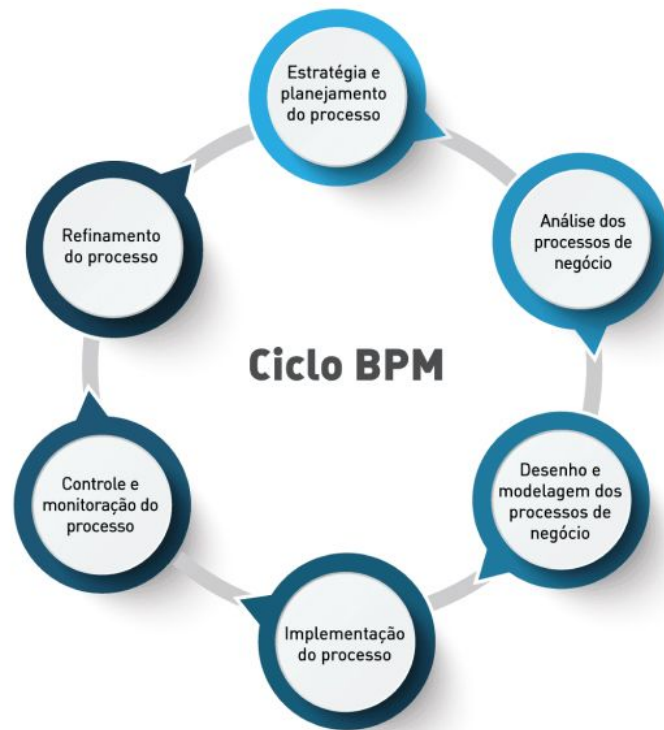 Estratégia e
planejamento
do processo
Análise dos
processos de
negócio
Desenho e
modelagem dos
processos de
negócio
Implementação
do processo
Controle e
monitoração do
processo
Refinamento
do processo
Ciclo BPM